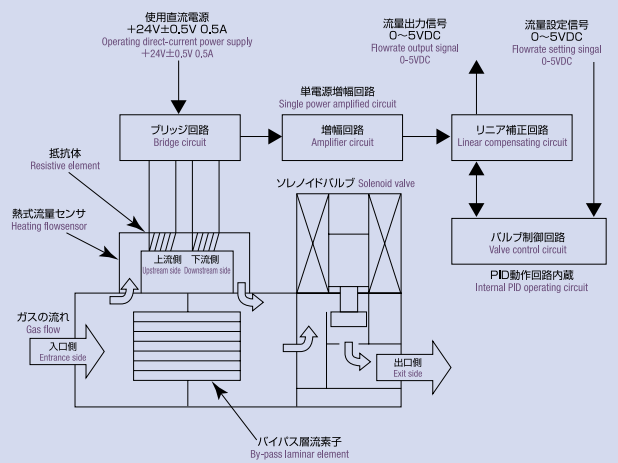 使用直流電源
+24V±0.5V 0.5A
Operating direct-current power supply
+24V±0.5V 0.5A
流量出力信号
0～5VDC
Flowrate output signal
0-5VDC
流量設定信号
0～5VDC
Flowrate setting singal
0-5VDC
単電源増幅回路
Single power amplified circuit
ブリッジ回路
Bridge circuit
増幅回路
Amplifier circuit
リニア補正回路
Linear compensating circuit
抵抗体
Resistive element
ソレノイドバルブ Solenoid valve
熱式流量センサ
Heating flowsensor
バルブ制御回路
Valve control circuit
上流側
Upstream side
下流側
Downstream side
PID動作回路内蔵
Internal PID operating circuit
ガスの流れ
Gas flow
入口側
Entrance side
出口側
Exit side
バイパス層流素子
By-pass laminar element